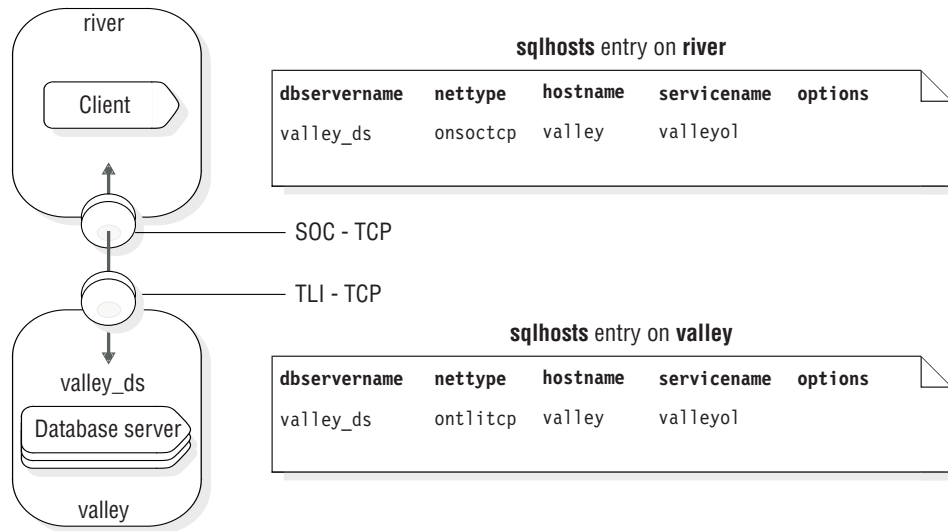 river
Client
sqlhosts entry on river
dbservername nettype hostname servicename options
valley_ds onsoctcp valley valleyol
SOC - TCP
TLI - TCP
sqlhosts entry on valley
dbservername nettype hostname servicename options
valley_ds ontlitcp valley valleyol
valley_ds
Database server
valley